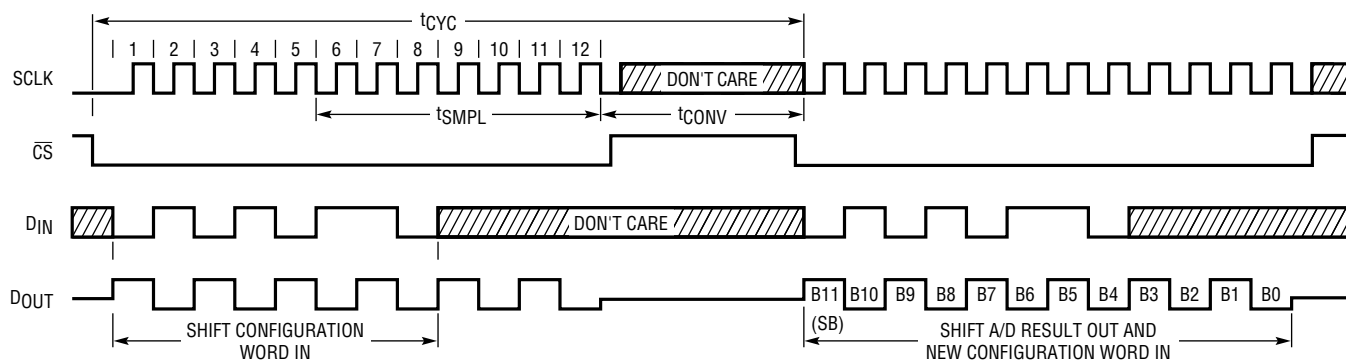 tCYC
1 2 3 4 5 6 7 8 9 10 11 12
SCLK
DON'T CARE
tSMPL
tCONV
CS
DIN
DON'T CARE
DOUT
B11 B10 B9 B8 B7 B6 B5 B4 B3 B2 B1 B0
(SB)
SHIFT CONFIGURATION
WORD IN
SHIFT A/D RESULT OUT AND
NEW CONFIGURATION WORD IN